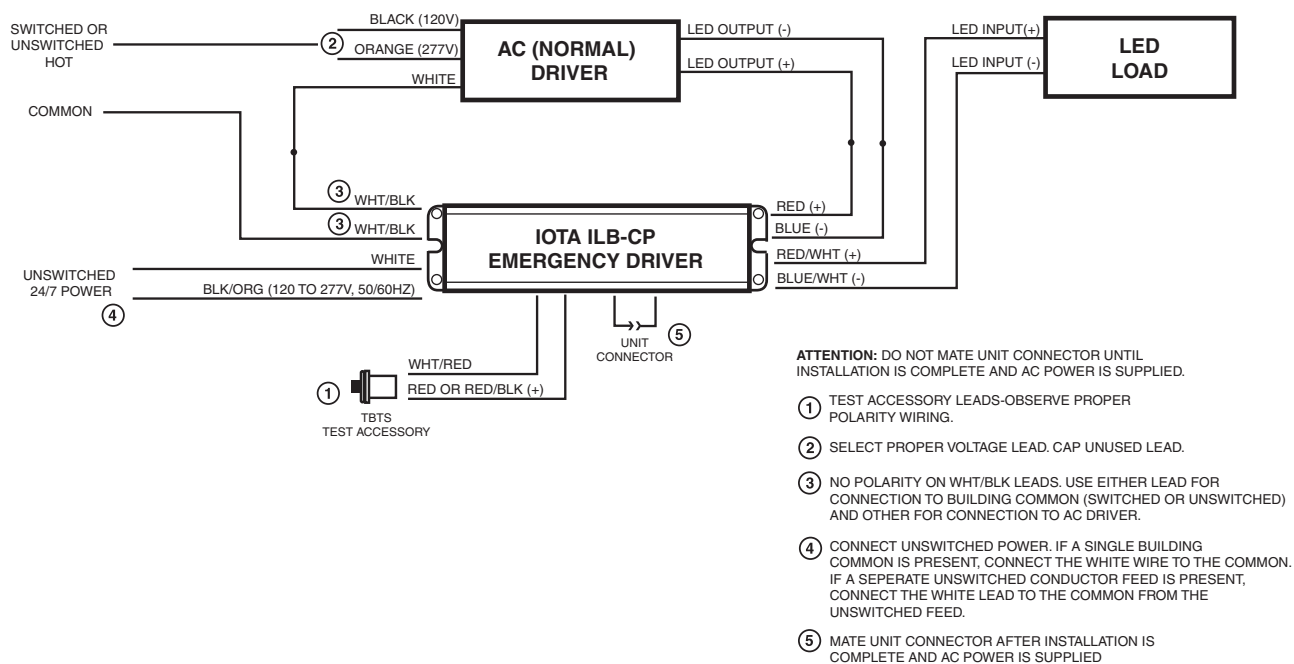 SWITCHED OR
UNSWITCHED
HOT
2
BLACK (120V)
ORANGE (277V)
WHITE
AC (NORMAL)
DRIVER
LED OUTPUT (-)
LED OUTPUT (+)
LED INPUT(+)
LED INPUT (-)
LED
LOAD
COMMON
3
WHT/BLK
3
WHT/BLK
WHITE
UNSWITCHED
24/7 POWER
4
BLK/ORG (120 TO 277V, 50/60HZ)
IOTA ILB-CP
EMERGENCY DRIVER
RED (+)
BLUE (-)
RED/WHT (+)
BLUE/WHT (-)
UNIT
CONNECTOR
5
1
WHT/RED
RED OR RED/BLK (+)
TBTS
TEST ACCESSORY
ATTENTION: DO NOT MATE UNIT CONNECTOR UNTIL
INSTALLATION IS COMPLETE AND AC POWER IS SUPPLIED.
1 TEST ACCESSORY LEADS-OBSERVE PROPER
POLARITY WIRING.
2 SELECT PROPER VOLTAGE LEAD. CAP UNUSED LEAD.
3 NO POLARITY ON WHT/BLK LEADS. USE EITHER LEAD FOR
CONNECTION TO BUILDING COMMON (SWITCHED OR UNSWITCHED)
AND OTHER FOR CONNECTION TO AC DRIVER.
4 CONNECT UNSWITCHED POWER. IF A SINGLE BUILDING
COMMON IS PRESENT, CONNECT THE WHITE WIRE TO THE COMMON.
IF A SEPERATE UNSWITCHED CONDUCTOR FEED IS PRESENT,
CONNECT THE WHITE LEAD TO THE COMMON FROM THE
UNSWITCHED FEED.
5 MATE UNIT CONNECTOR AFTER INSTALLATION IS
COMPLETE AND AC POWER IS SUPPLIED